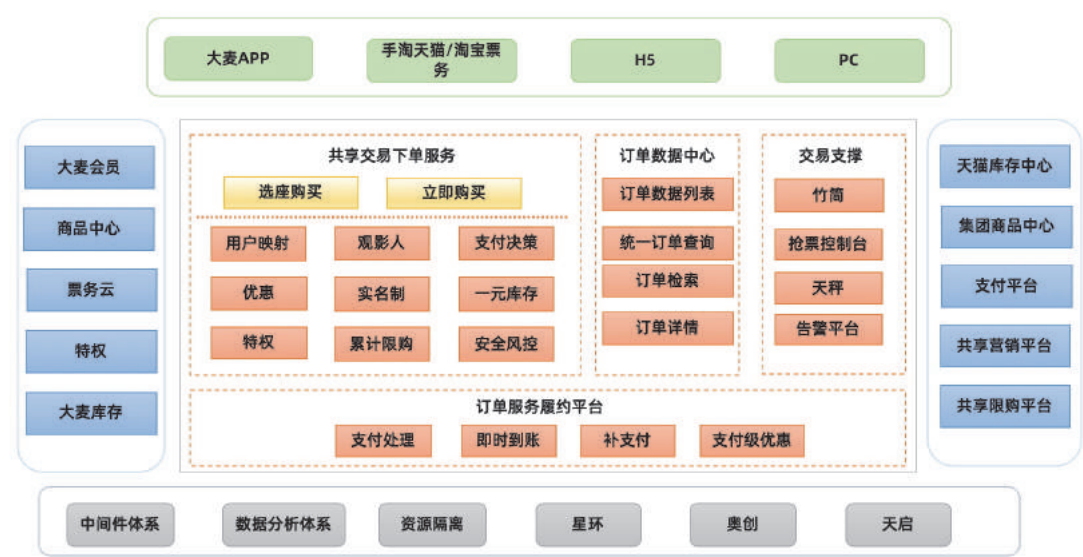 大麦APP
手淘天猫/淘宝票
务
H5
PC
大麦会员
商品中心
票务云
特权
大麦库存
共享交易下单服务
选座购买
立即购买
用户映射
观影人
支付决策
优惠
实名制
一元库存
特权
累计限购
安全风控
订单数据中心
订单数据列表
统一订单查询
订单检索
订单详情
交易支撑
竹简
抢票控制台
天秤
告警平台
订单服务履约平台
支付处理
即时到账
补支付
支付级优惠
天猫库存中心
集团商品中心
支付平台
共享营销平台
共享限购平台
中间件体系
数据分析体系
资源隔离
星环
奥创
天启